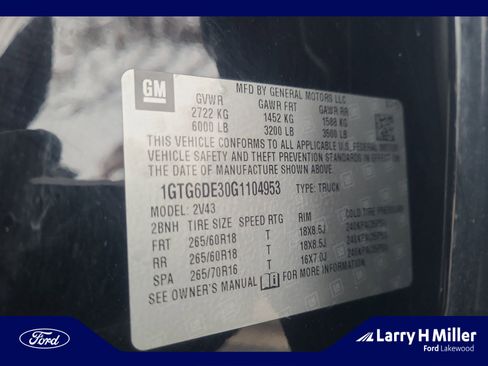 GM
MFD BY GENERAL MOTORS LLC
GVWR GAWR FRT GAWR RR
2722 KG 1452 KG 1588 KG
6000 LB 3200 LB 3500 LB
THIS VEHICLE CONFORMS TO ALL APPLICABLE U.S. FEDERAL MOTOR
VEHICLE SAFETY AND THEFT PREVENTION STANDARDS IN EFFECT ON
THE DATE OF MANUFACTURE SHOWN ABOVE.
1GTG6DE30G1104953 TYPE: TRUCK
MODEL: 2V43
2BNH TIRE SIZE SPEED RTG RIM COLD TIRE PRESSURE
FRT 265/60R18 T 18X8.5J
RR 265/60R18 T 18X8.5J
SPA 265/70R16 T 16X7.0J
SEE OWNER'S MANUAL FOR MORE INFORMATION.
Ford
Larry H Miller
Ford Lakewood